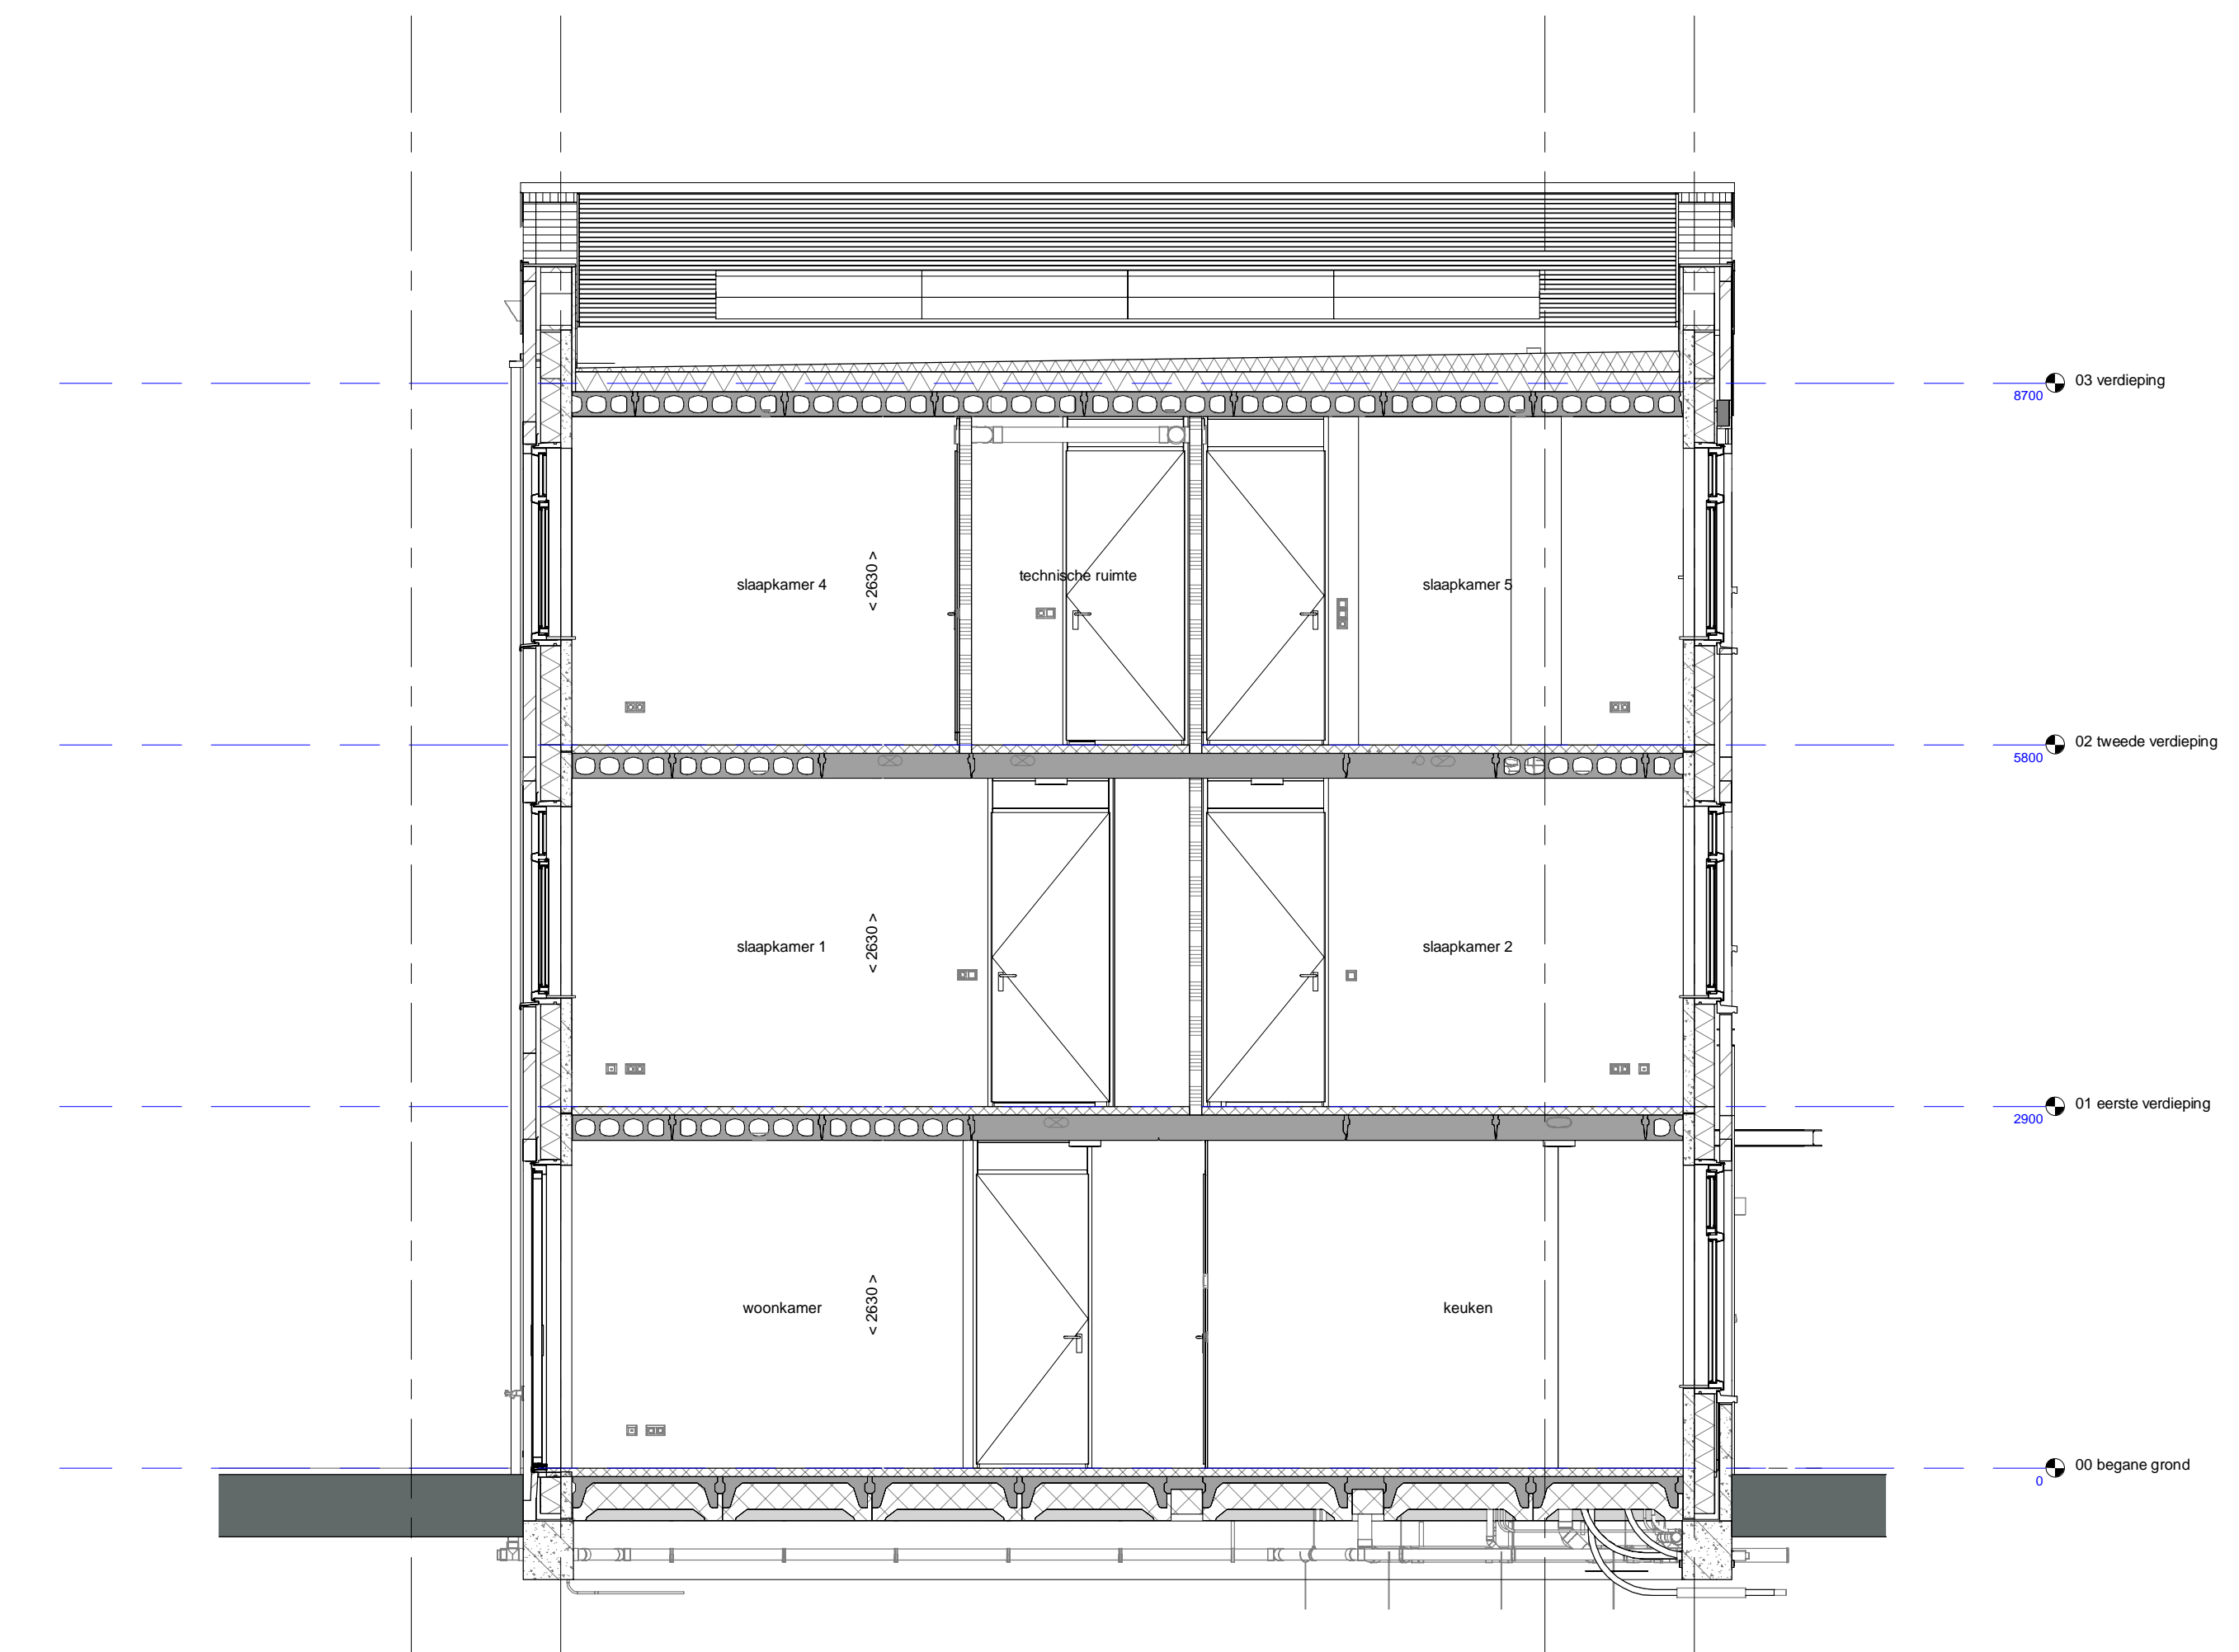 03 verdieping
8700
slaapkamer 4
< 2630 >
technische ruimte
slaapkamer 5
02 tweede verdieping
5800
slaapkamer 1
< 2630 >
slaapkamer 2
01 eerste verdieping
2900
woonkamer
< 2630 >
keuken
00 begane grond
0